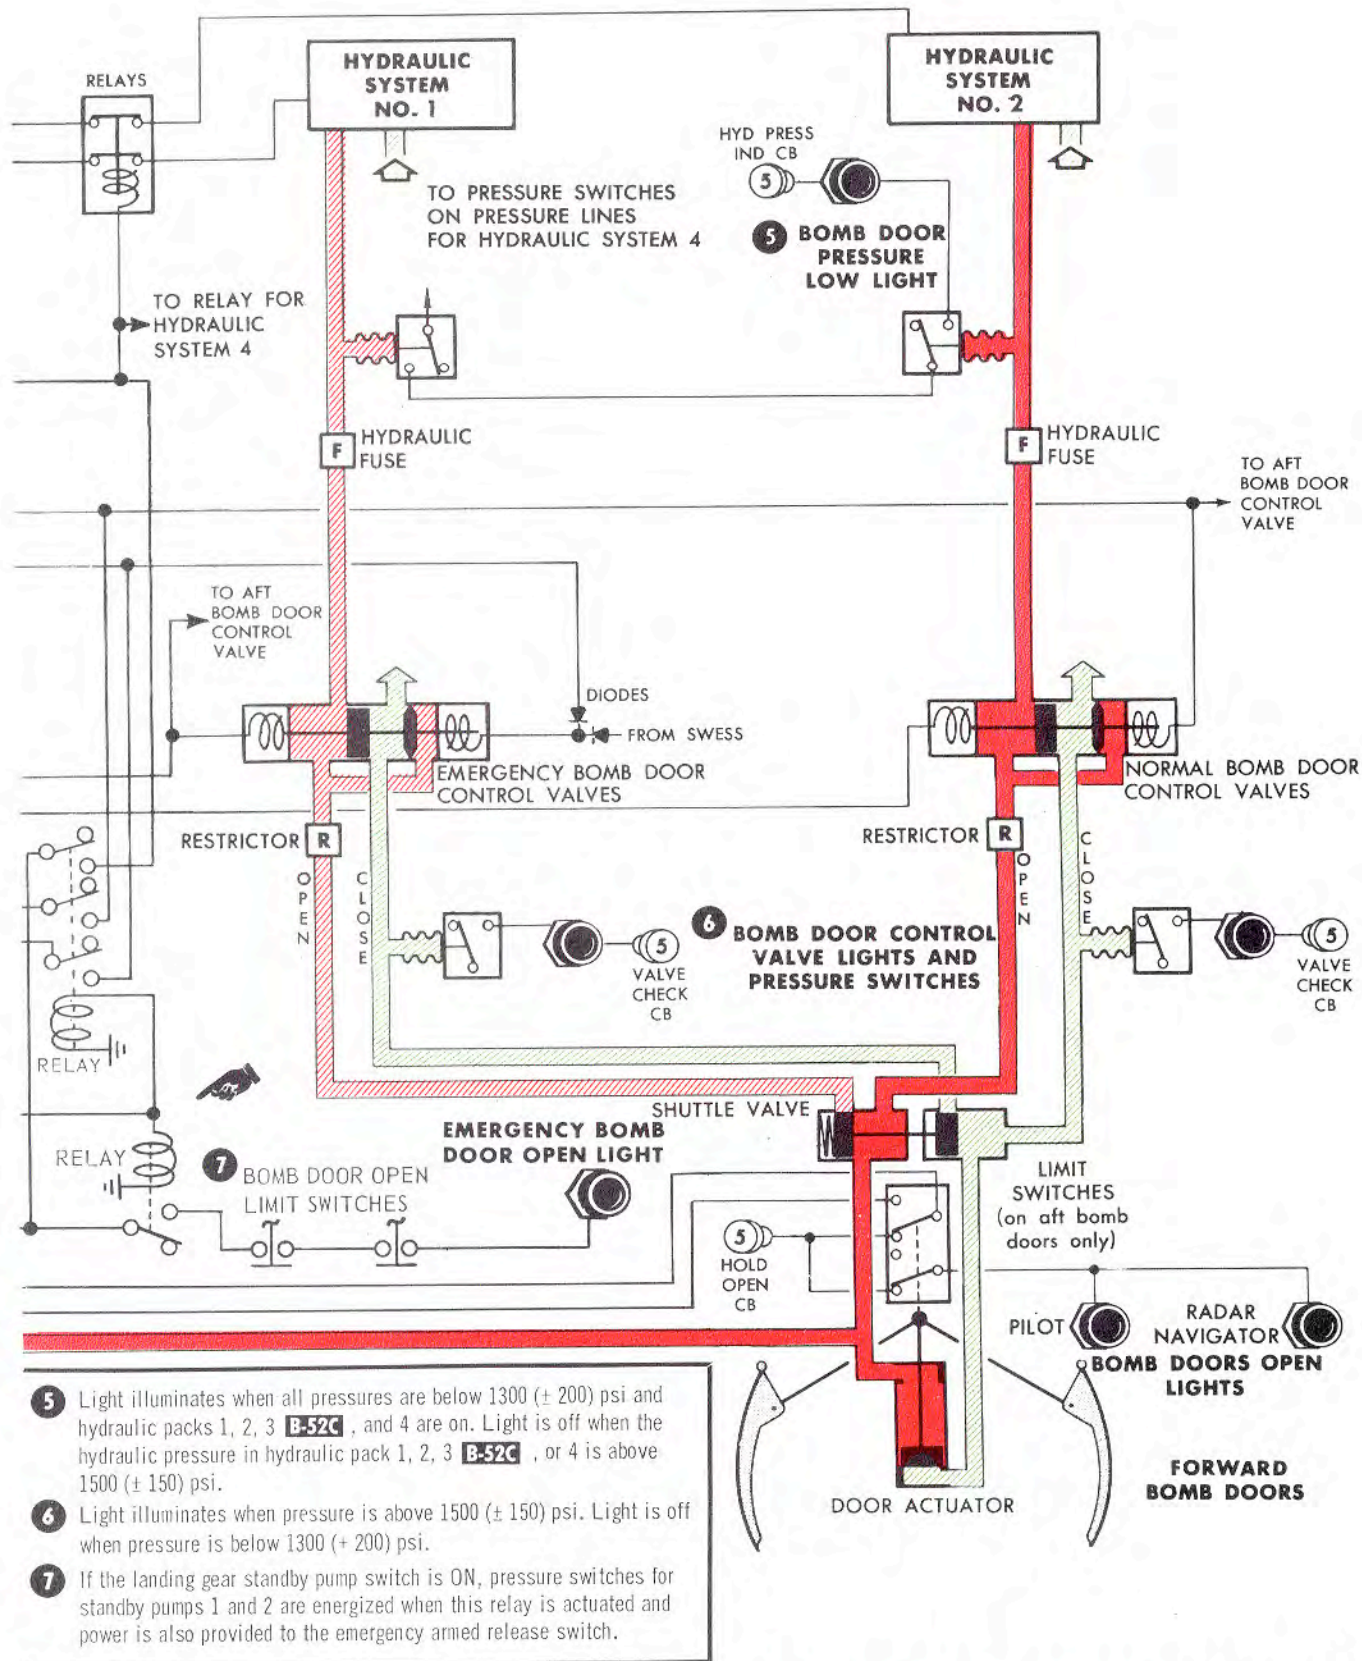 HYDRAULIC
SYSTEM
NO. 1
HYDRAULIC
SYSTEM
NO. 2
RELAYS
HYD PRESS
IND CB
5
TO PRESSURE SWITCHES
ON PRESSURE LINES
FOR HYDRAULIC SYSTEM 4
5 BOMB DOOR
PRESSURE
LOW LIGHT
TO RELAY FOR
HYDRAULIC
SYSTEM 4
F
HYDRAULIC
FUSE
F
HYDRAULIC
FUSE
TO AFT
BOMB DOOR
CONTROL
VALVE
TO AFT
BOMB DOOR
CONTROL
VALVE
DIODES
FROM SWESS
EMERGENCY BOMB DOOR
CONTROL VALVES
NORMAL BOMB DOOR
CONTROL VALVES
RESTRICTOR R
RESTRICTOR R
OPEN
CLOSE
OPEN
CLOSE
5
VALVE
CHECK
CB
6 BOMB DOOR CONTROL
VALVE LIGHTS AND
PRESSURE SWITCHES
5
VALVE
CHECK
CB
RELAY
SHUTTLE VALVE
EMERGENCY BOMB
DOOR OPEN LIGHT
RELAY
7 BOMB DOOR OPEN
LIMIT SWITCHES
LIMIT
SWITCHES
(on aft bomb
doors only)
5
HOLD
OPEN
CB
PILOT
RADAR
NAVIGATOR
BOMB DOORS OPEN
LIGHTS
FORWARD
BOMB DOORS
DOOR ACTUATOR
5 Light illuminates when all pressures are below 1300 (± 200) psi and
hydraulic packs 1, 2, 3 B-52C , and 4 are on. Light is off when the
hydraulic pressure in hydraulic pack 1, 2, 3 B-52C , or 4 is above
1500 (± 150) psi.
6 Light illuminates when pressure is above 1500 (± 150) psi. Light is off
when pressure is below 1300 (+ 200) psi.
7 If the landing gear standby pump switch is ON, pressure switches for
standby pumps 1 and 2 are energized when this relay is actuated and
power is also provided to the emergency armed release switch.